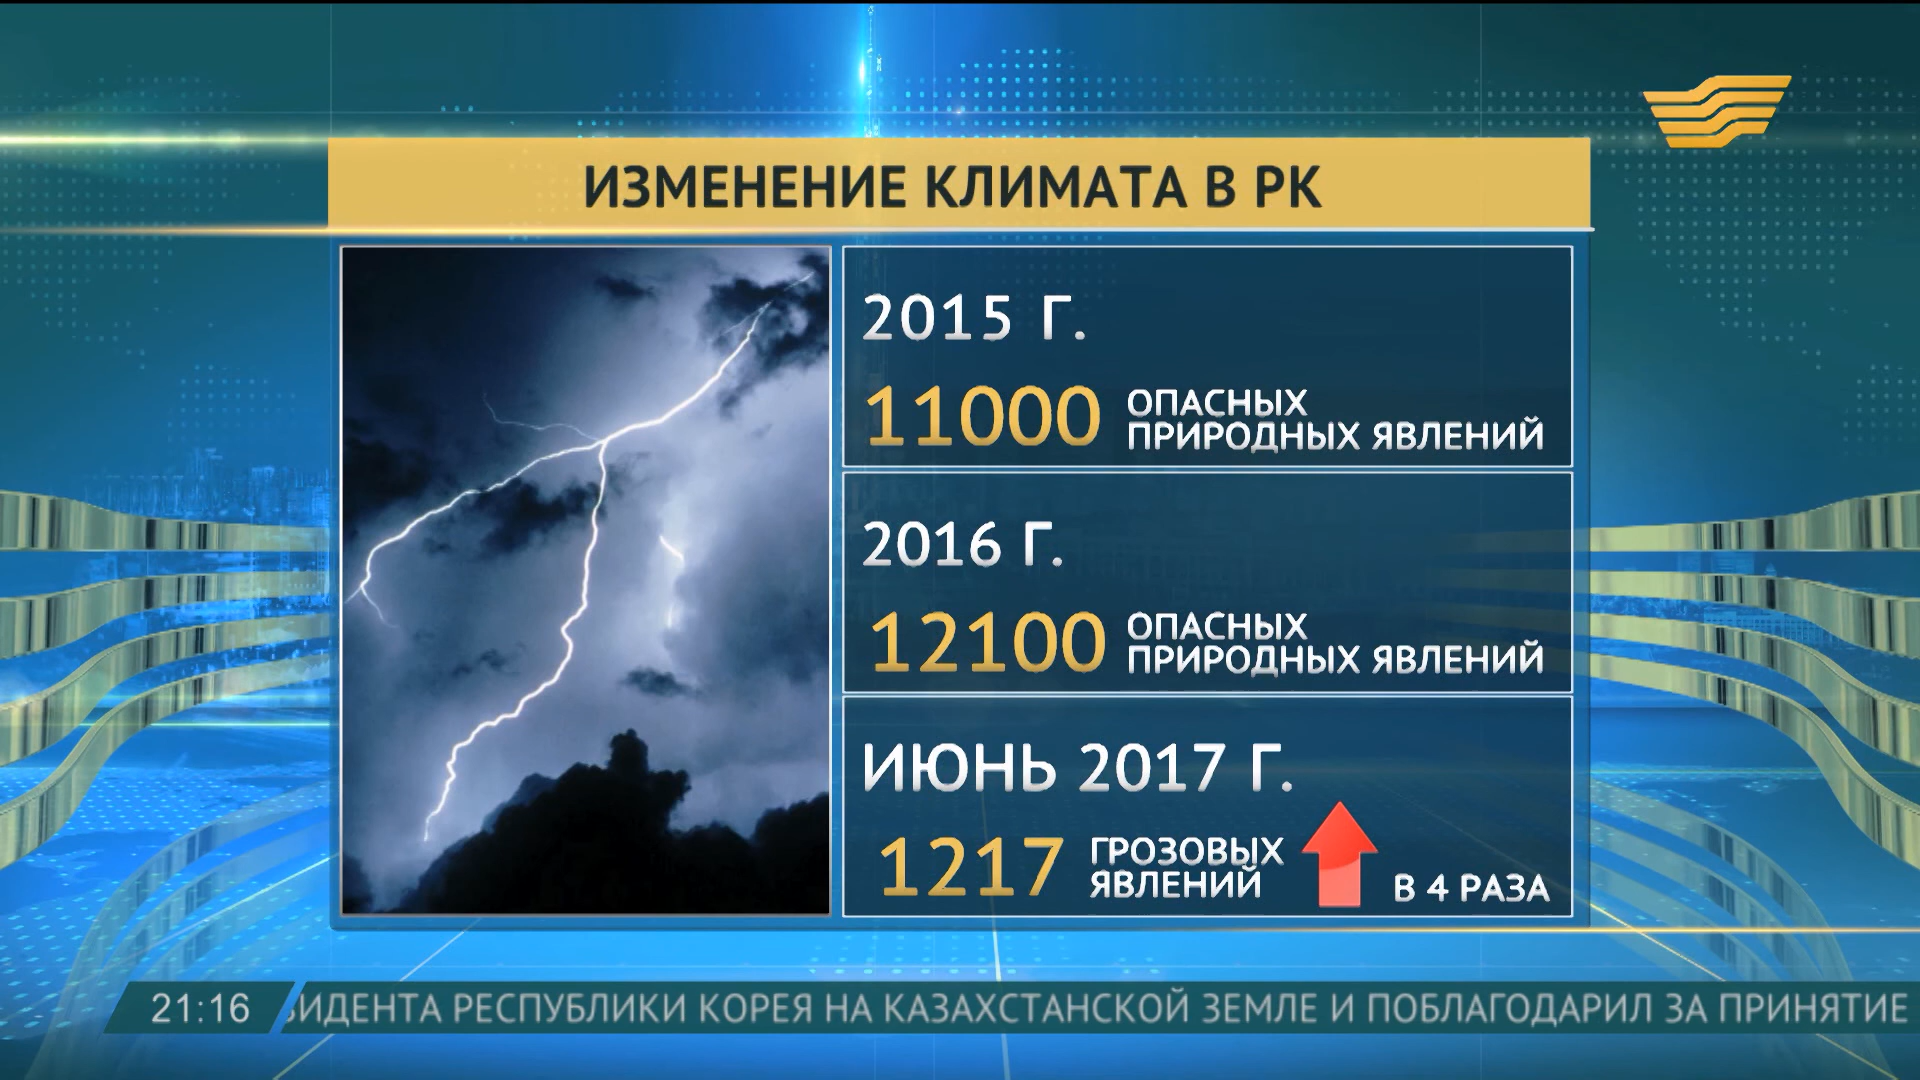 ИЗМЕНЕНИЕ КЛИМАТА В РК
2015 Г.
11000 ОПАСНЫХ
ПРИРОДНЫХ ЯВЛЕНИЙ
2016 Г.
12100 ОПАСНЫХ
ПРИРОДНЫХ ЯВЛЕНИЙ
ИЮНЬ 2017 Г.
1217 ГРОЗОВЫХ
ЯВЛЕНИЙ
В 4 РАЗА
21:16 ЗИДЕНТА РЕСПУБЛИКИ КОРЕЯ НА КАЗАХСТАНСКОЙ ЗЕМЛЕ И ПОБЛАГОДАРИЛ ЗА ПРИНЯТИЕ